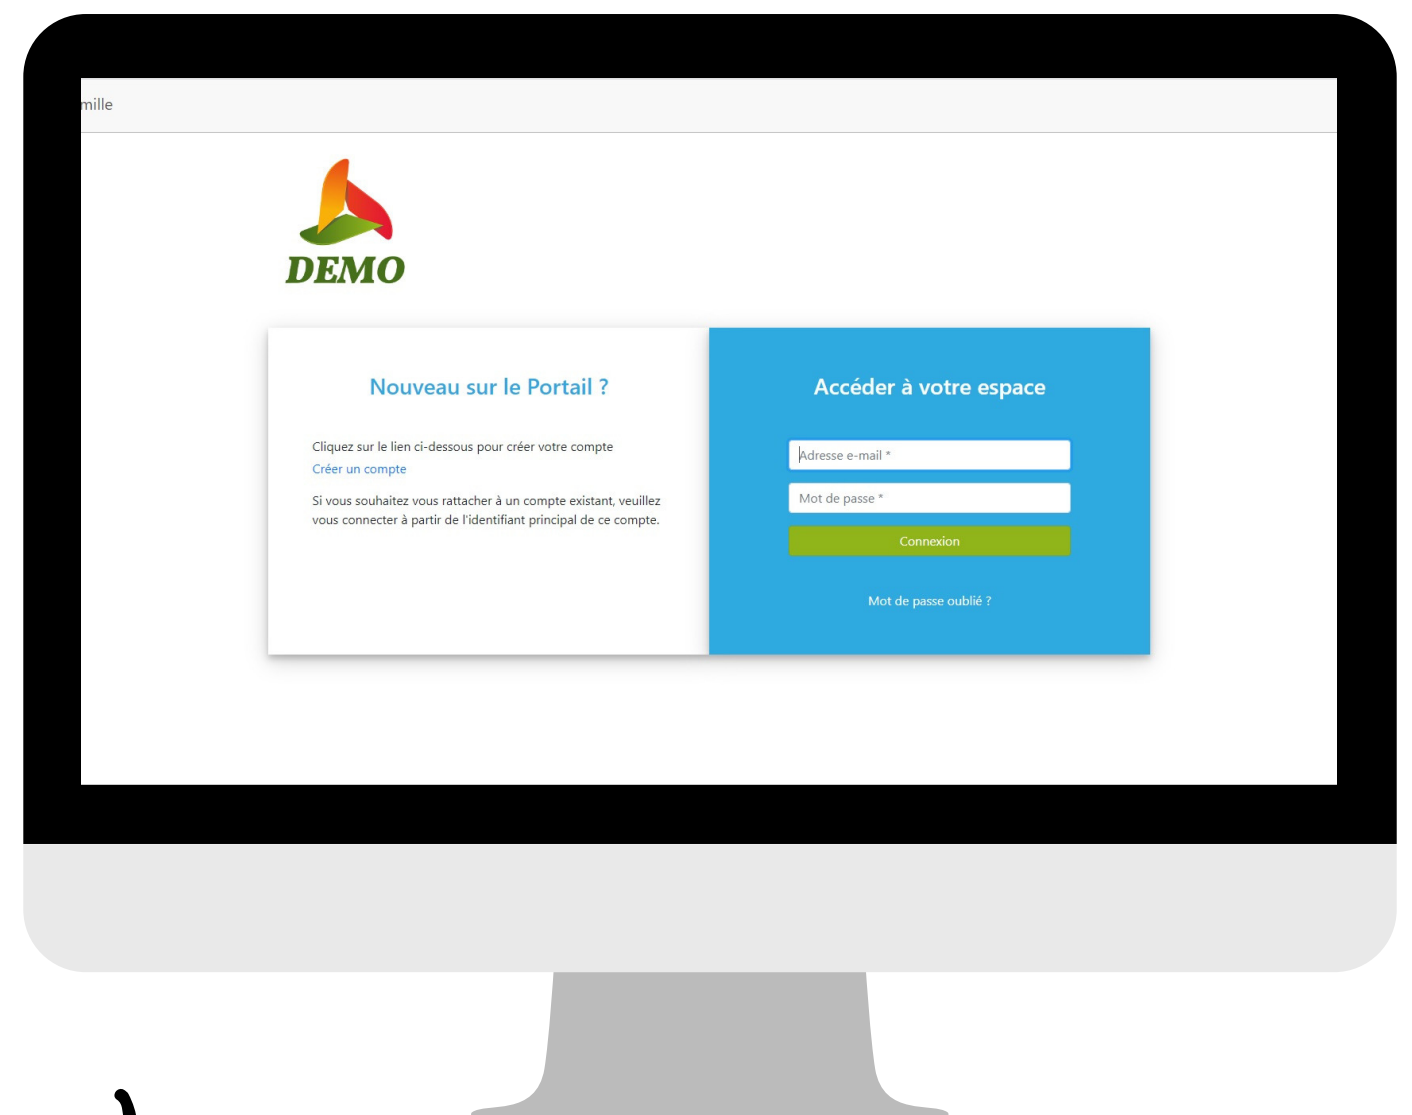 mille
DEMO
Nouveau sur le Portail ?
Cliquez sur le lien ci-dessous pour créer votre compte
Créer un compte
Si vous souhaitez vous rattacher à un compte existant, veuillez
vous connecter à partir de l'identifiant principal de ce compte.
Accéder à votre espace
Adresse e-mail *
Mot de passe *
Connexion
Mot de passe oublié ?